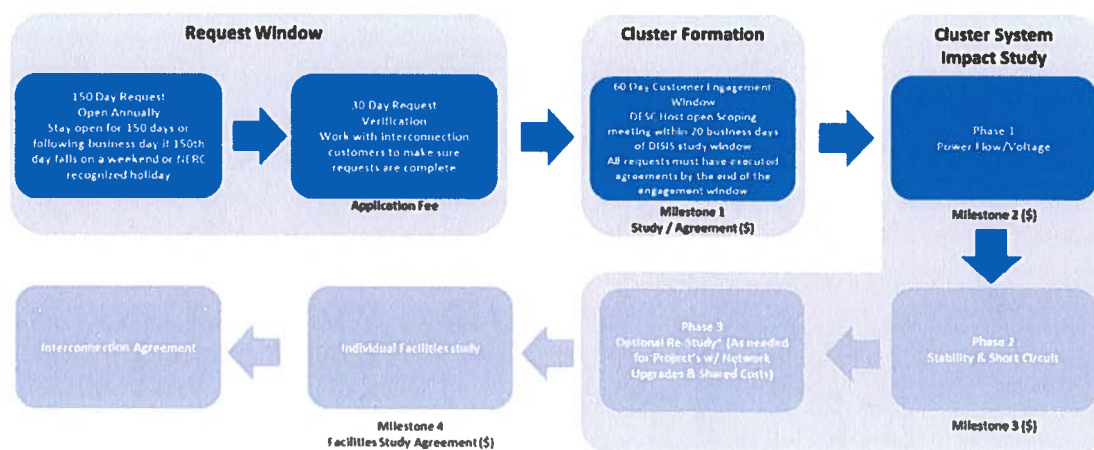 Request Window
150 Day Request
Open Annually
Stay open for 150 days or
following business day if 150th
day falls on a weekend or NERC
recognized holiday
30 Day Request
Verification
Work with interconnection
customers to make sure
requests are complete
Application Fee
Cluster Formation
60 Day Customer Engagement
Window
DESC Host open Scoping
meeting within 20 business days
of DISIS study window
All requests must have executed
agreements by the end of the
engagement window
Milestone 1
Study / Agreement ($)
Cluster System
Impact Study
Phase 1
Power Flow/Voltage
Milestone 2 ($)
Phase 2
Stability & Short Circuit
Milestone 3 ($)
Phase 3
Optional Re-Study* (As needed
for Project's w/ Network
Upgrades & Shared Costs)
Individual Facilities study
Milestone 4
Facilities Study Agreement ($)
Interconnection Agreement